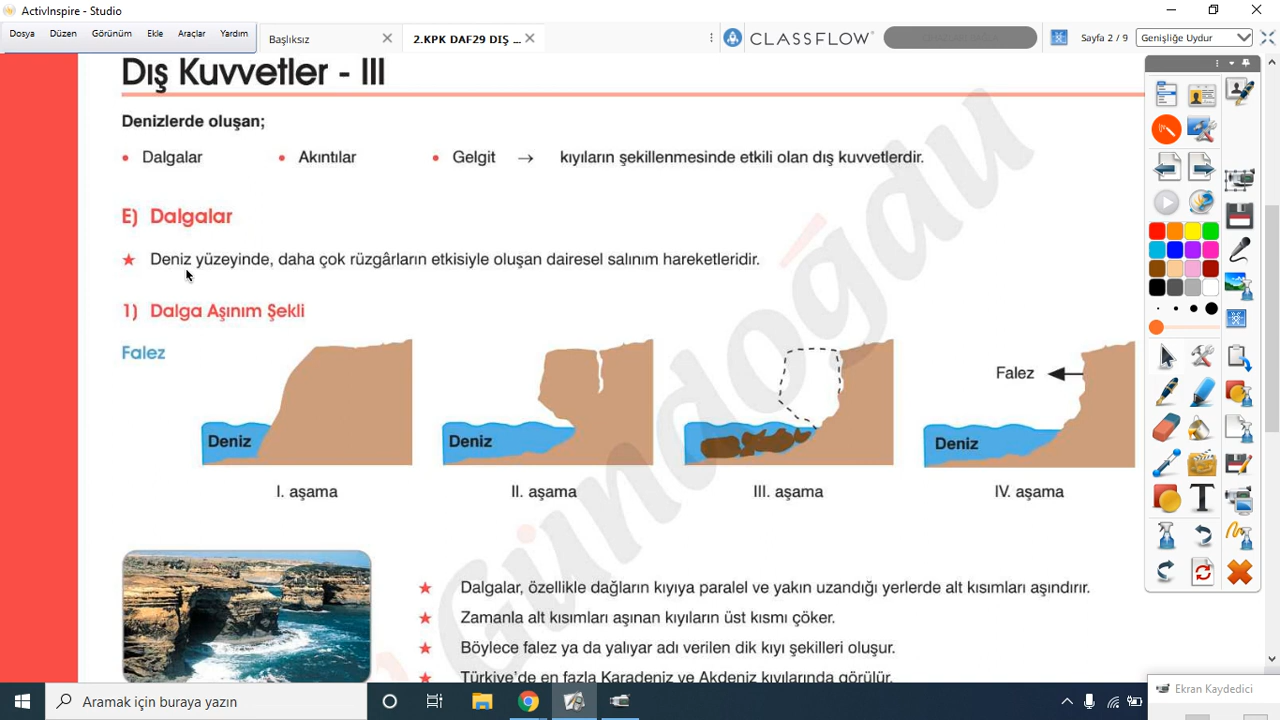 ActivInspire - Studio
Dosya Düzen Görünüm Ekle Araçlar Yardım
Başlıksız
2.KPK DAF29 DIŞ ...
CLASSFLOW
Sayfa 2 / 9
Genişliğe Uydur
Dış Kuvvetler - III
Denizlerde oluşan;
• Dalgalar • Akıntılar • Gelgit → kıyıların şekillenmesinde etkili olan dış kuvvetlerdir.
E) Dalgalar
★ Deniz yüzeyinde, daha çok rüzgârların etkisiyle oluşan dairesel salınım hareketleridir.
1) Dalga Aşınım Şekli
Falez
Falez
Deniz Deniz Deniz
I. aşama II. aşama III. aşama IV. aşama
★ Dalgalar, özellikle dağların kıyıya paralel ve yakın uzandığı yerlerde alt kısımları aşındırır.
★ Zamanla alt kısımları aşınan kıyıların üst kısmı çöker.
★ Böylece falez ya da yalıyar adı verilen dik kıyı şekilleri oluşur.
★ Türkiye'de en fazla Karadeniz ve Akdeniz kıyılarında görülür.
Gündoğdu
Aramak için buraya yazın
Ekran Kaydedici